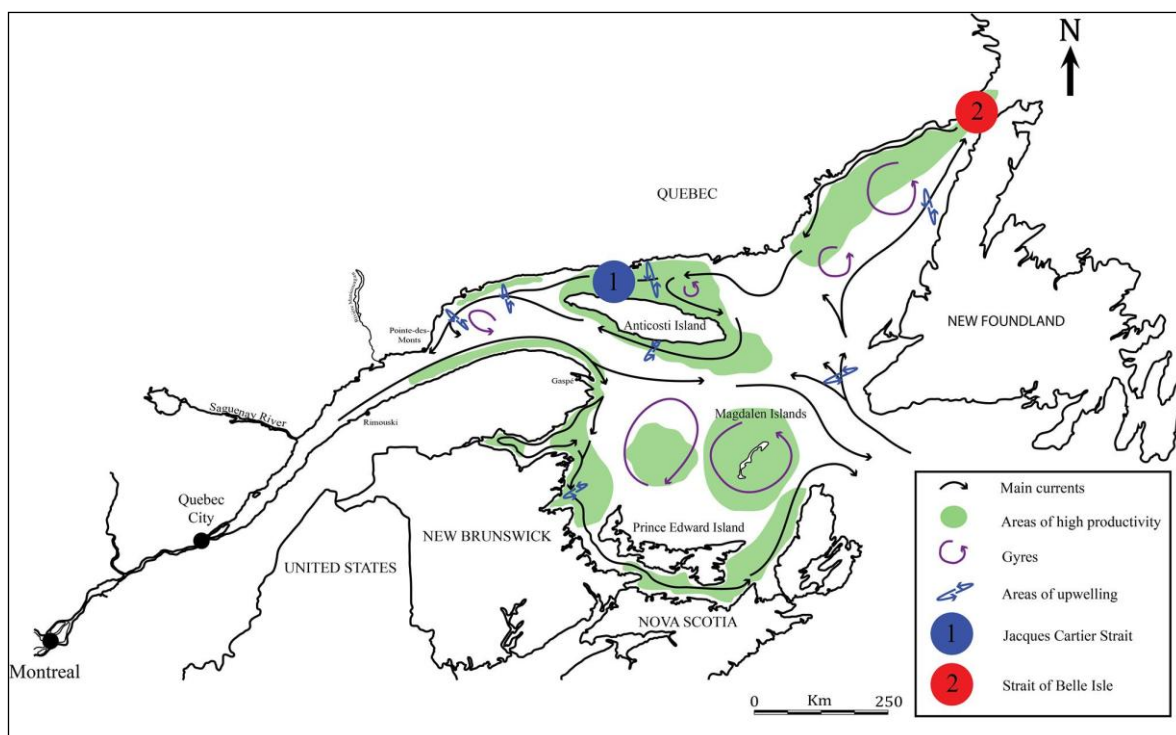 N
2
QUEBEC
1
Anticosti Island
NEW FOUNDLAND
Pointe-des-
Monts
Gaspé
Saguenay River
Rimouski
Magdalen Islands
Quebec
City
Prince Edward Island
NEW BRUNSWICK
UNITED STATES
NOVA SCOTIA
Montreal
0 Km 250
Main currents
Areas of high productivity
Gyres
Areas of upwelling
1 Jacques Cartier Strait
2 Strait of Belle Isle